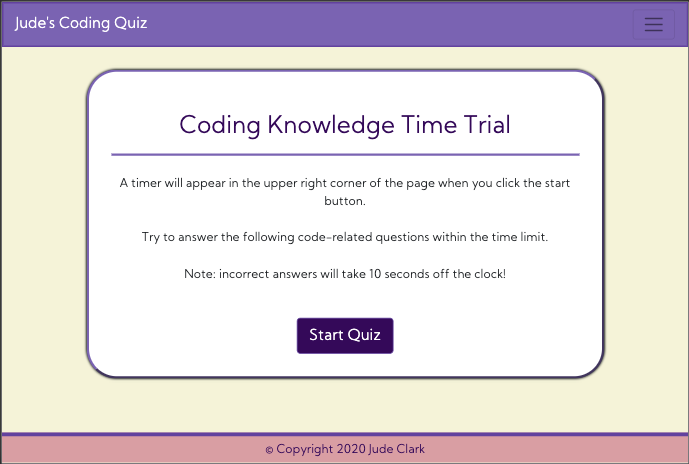 Jude's Coding Quiz
Coding Knowledge Time Trial
A timer will appear in the upper right corner of the page when you click the start
button.
Try to answer the following code-related questions within the time limit.
Note: incorrect answers will take 10 seconds off the clock!
Start Quiz
© Copyright 2020 Jude Clark